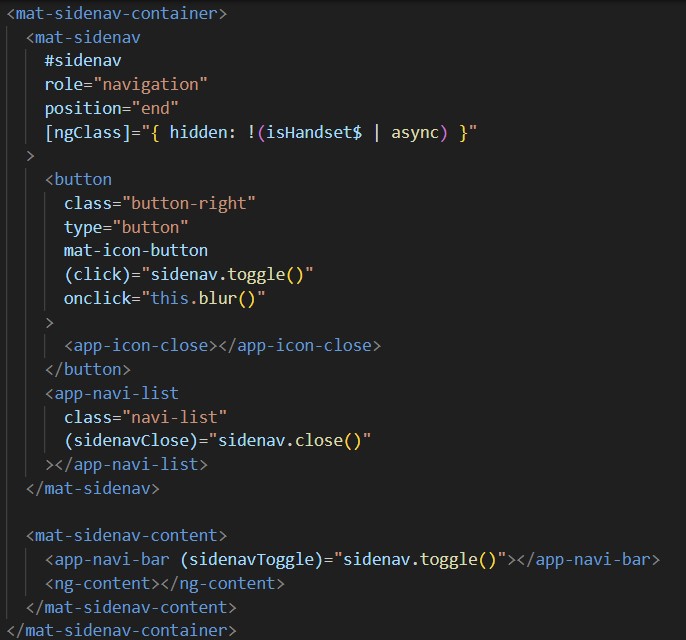 <mat-sidenav-container>
<mat-sidenav
#sidenav
role="navigation"
position="end"
[ngClass]="{ hidden: !(isHandset$ | async) }"
>
<button
class="button-right"
type="button"
mat-icon-button
(click)="sidenav.toggle()"
onclick="this.blur()"
>
<app-icon-close></app-icon-close>
</button>
<app-navi-list
class="navi-list"
(sidenavClose)="sidenav.close()"
></app-navi-list>
</mat-sidenav>
<mat-sidenav-content>
<app-navi-bar (sidenavToggle)="sidenav.toggle()"></app-navi-bar>
<ng-content></ng-content>
</mat-sidenav-content>
</mat-sidenav-container>